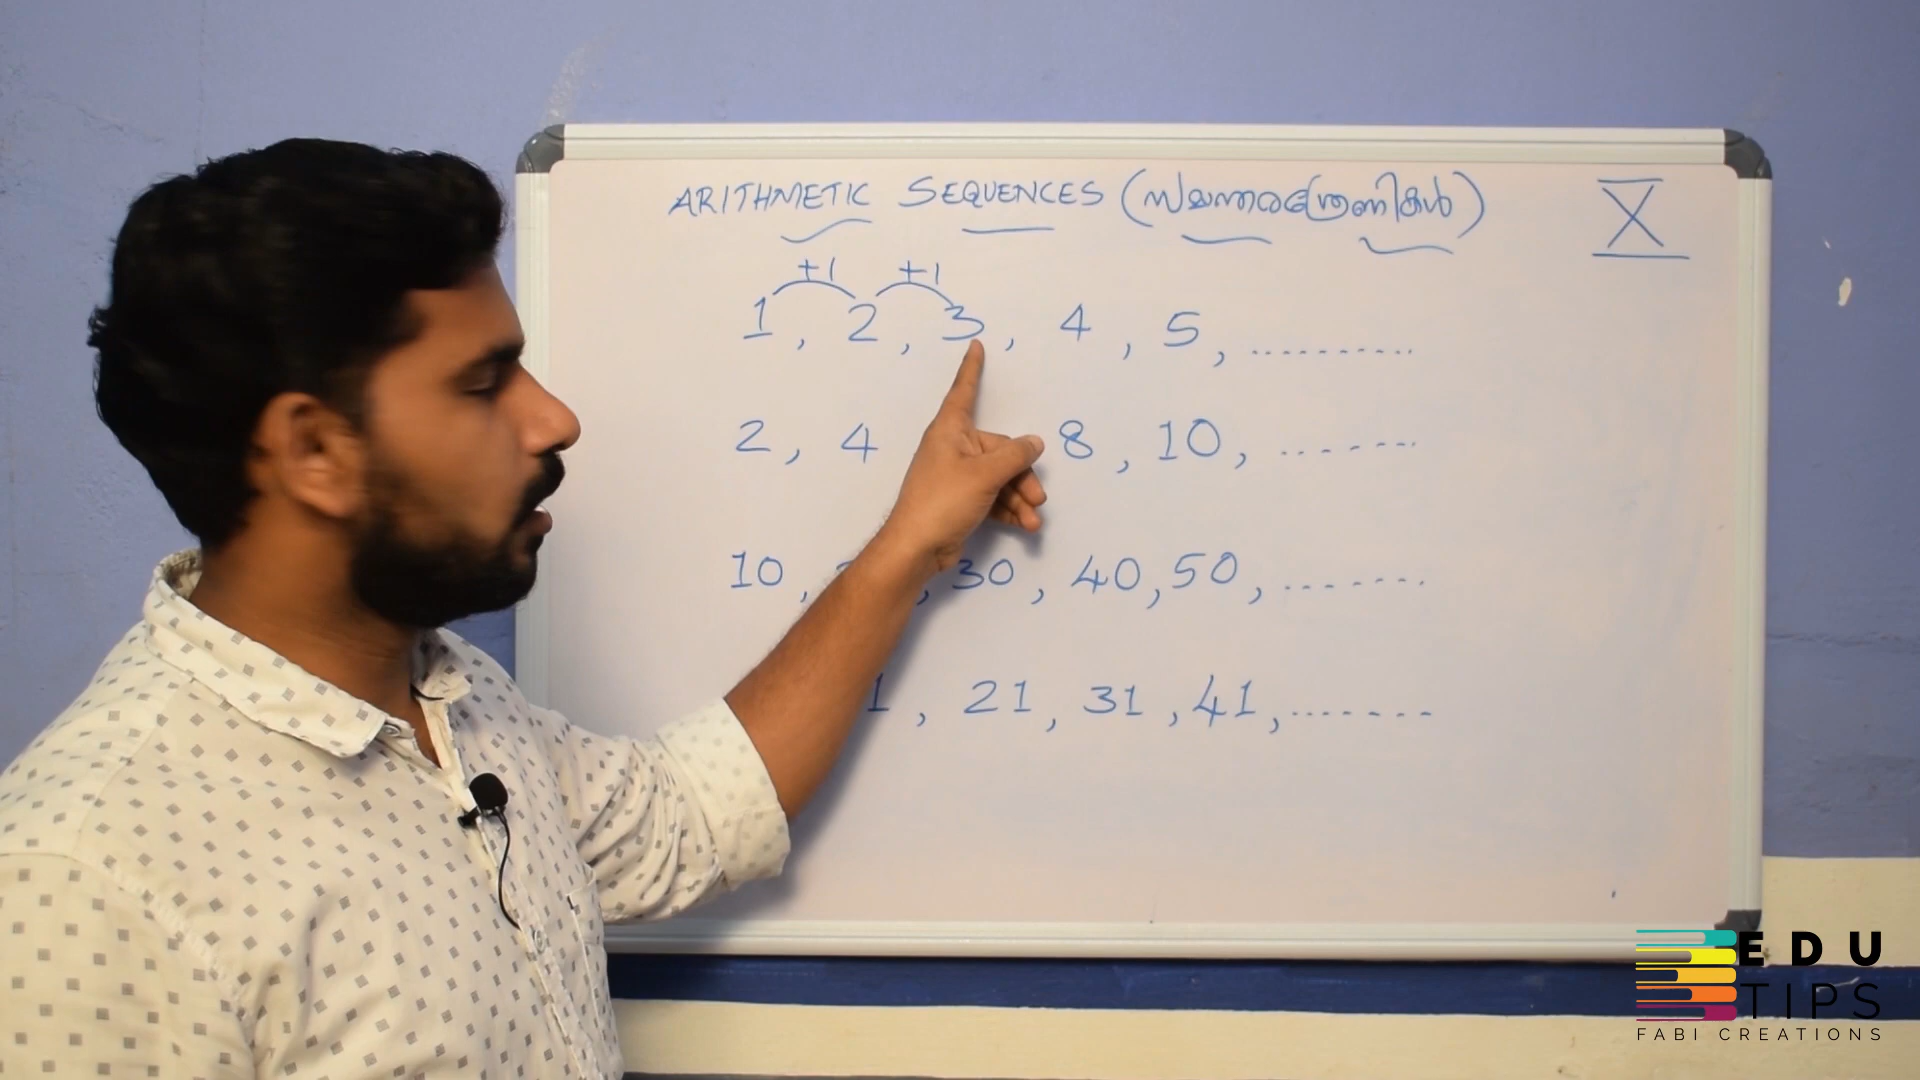 ARITHMETIC SEQUENCES (സമാന്തരശ്രേണികൾ)
X
+1 +1
1, 2, 3, 4, 5, ...........
2, 4 8, 10, .......
10, 30, 40, 50, .......
1, 21, 31, 41, .......
EDU
TIPS
FABI CREATIONS